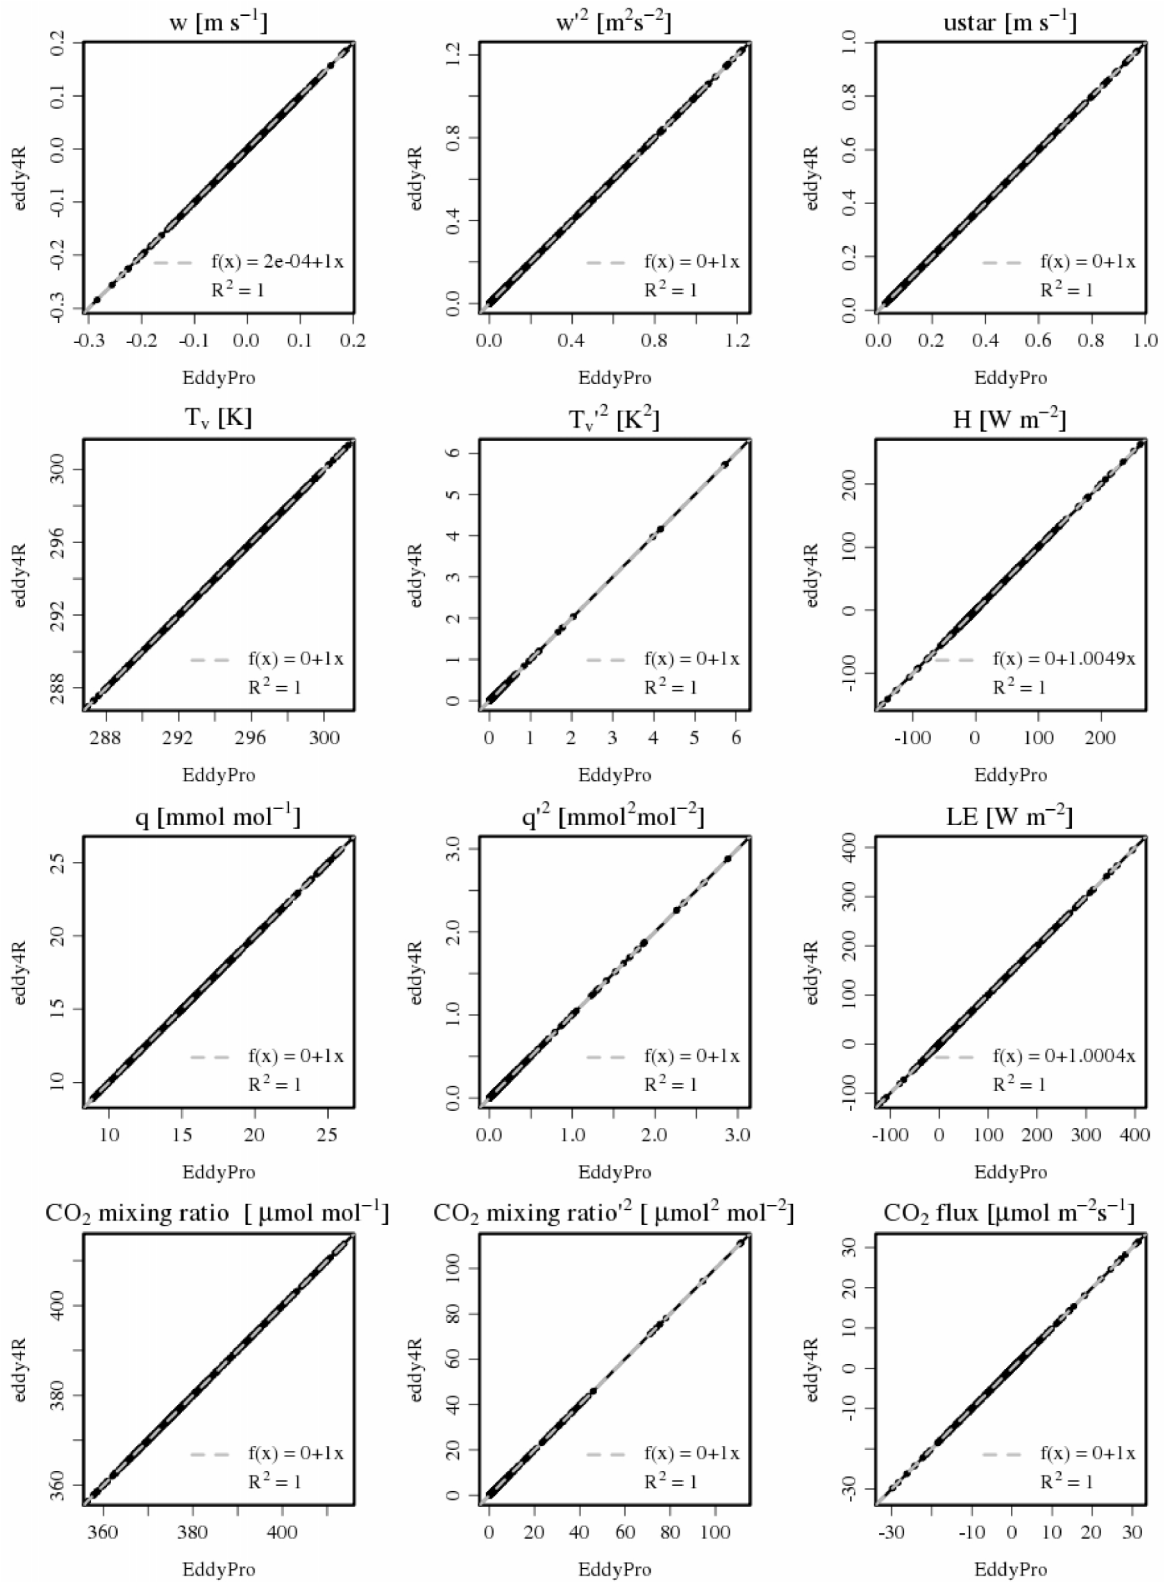 w [m s⁻¹]
eddy4R
0.2
0.1
0.0
-0.1
-0.2
-0.3
f(x) = 2e-04+1x
R² = 1
-0.3 -0.2 -0.1 0.0 0.1 0.2
EddyPro
w'² [m²s⁻²]
eddy4R
1.2
0.8
0.4
0.0
f(x) = 0+1x
R² = 1
0.0 0.4 0.8 1.2
EddyPro
ustar [m s⁻¹]
eddy4R
1.0
0.8
0.6
0.4
0.2
0.0
f(x) = 0+1x
R² = 1
0.0 0.2 0.4 0.6 0.8 1.0
EddyPro
Tᵥ [K]
eddy4R
300
296
292
288
f(x) = 0+1x
R² = 1
288 292 296 300
EddyPro
Tᵥ'² [K²]
eddy4R
6
5
4
3
2
1
0
f(x) = 0+1x
R² = 1
0 1 2 3 4 5 6
EddyPro
H [W m⁻²]
eddy4R
200
100
0
-100
f(x) = 0+1.0049x
R² = 1
-100 0 100 200
EddyPro
q [mmol mol⁻¹]
eddy4R
25
20
15
10
f(x) = 0+1x
R² = 1
10 15 20 25
EddyPro
q'² [mmol²mol⁻²]
eddy4R
3.0
2.0
1.0
0.0
f(x) = 0+1x
R² = 1
0.0 1.0 2.0 3.0
EddyPro
LE [W m⁻²]
eddy4R
400
300
200
100
0
-100
f(x) = 0+1.0004x
R² = 1
-100 0 100 200 300 400
EddyPro
CO₂ mixing ratio [ μmol mol⁻¹]
eddy4R
400
380
360
f(x) = 0+1x
R² = 1
360 380 400
EddyPro
CO₂ mixing ratio'² [ μmol² mol⁻²]
eddy4R
100
80
60
40
20
0
f(x) = 0+1x
R² = 1
0 20 40 60 80 100
EddyPro
CO₂ flux [μmol m⁻²s⁻¹]
eddy4R
30
20
10
0
-10
-30
f(x) = 0+1x
R² = 1
-30 -10 0 10 20 30
EddyPro